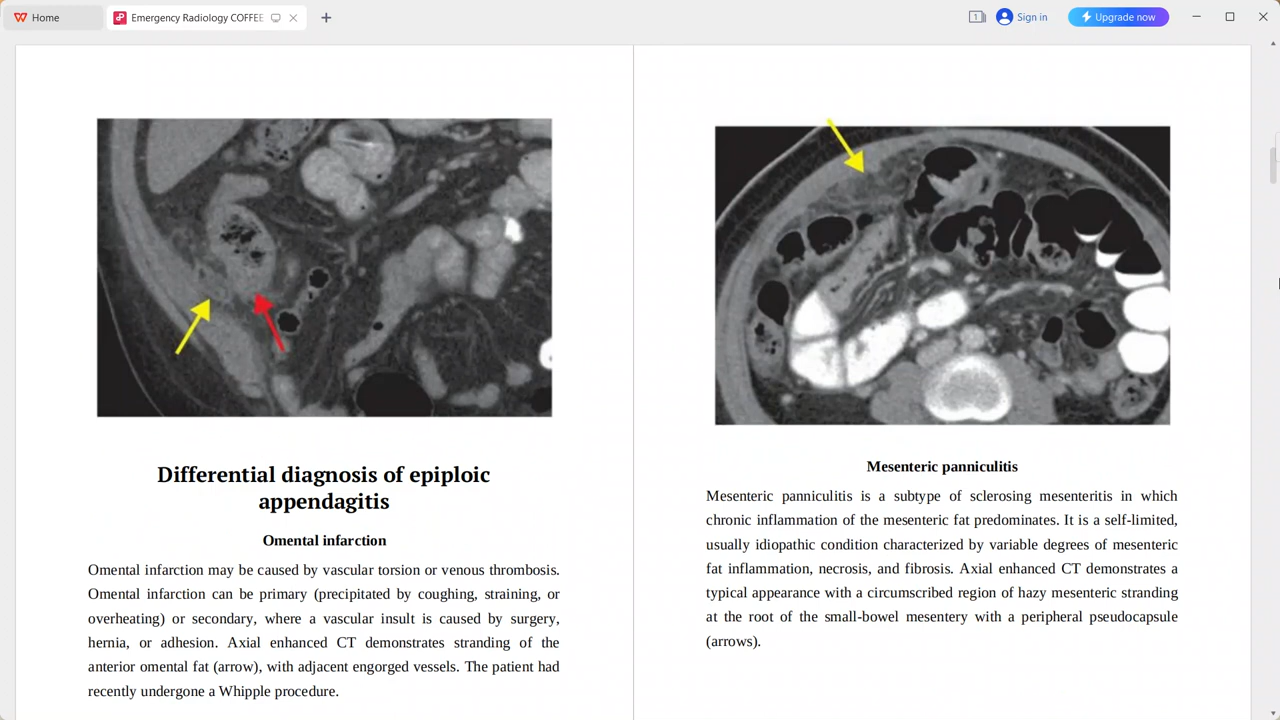 Home
Emergency Radiology COFFEE
Sign in
Upgrade now
Differential diagnosis of epiploic
appendagitis
Omental infarction
Omental infarction may be caused by vascular torsion or venous thrombosis.
Omental infarction can be primary (precipitated by coughing, straining, or
overheating) or secondary, where a vascular insult is caused by surgery,
hernia, or adhesion. Axial enhanced CT demonstrates stranding of the
anterior omental fat (arrow), with adjacent engorged vessels. The patient had
recently undergone a Whipple procedure.
Mesenteric panniculitis
Mesenteric panniculitis is a subtype of sclerosing mesenteritis in which
chronic inflammation of the mesenteric fat predominates. It is a self-limited,
usually idiopathic condition characterized by variable degrees of mesenteric
fat inflammation, necrosis, and fibrosis. Axial enhanced CT demonstrates a
typical appearance with a circumscribed region of hazy mesenteric stranding
at the root of the small-bowel mesentery with a peripheral pseudocapsule
(arrows).